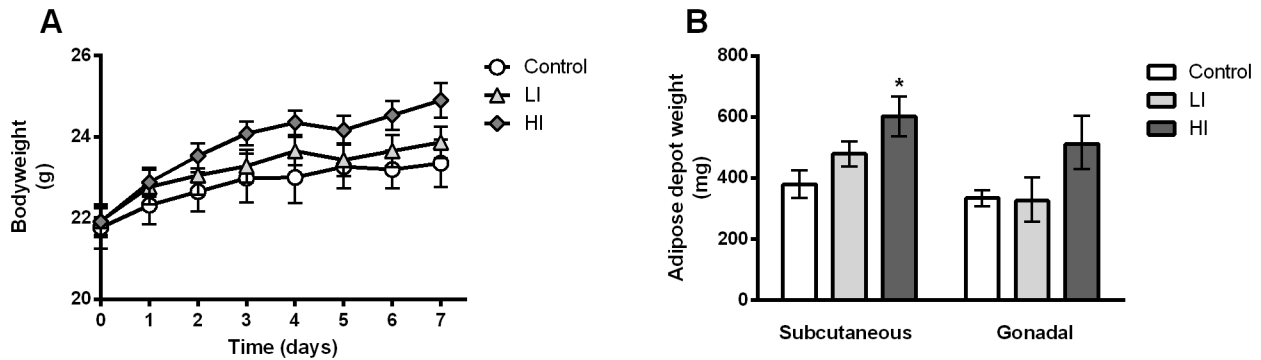 A
26
24
22
20
Bodyweight
(g)
0 1 2 3 4 5 6 7
Time (days)
Control
LI
HI
B
800
600
400
200
0
Adipose depot weight
(mg)
*
Subcutaneous Gonadal
Control
LI
HI